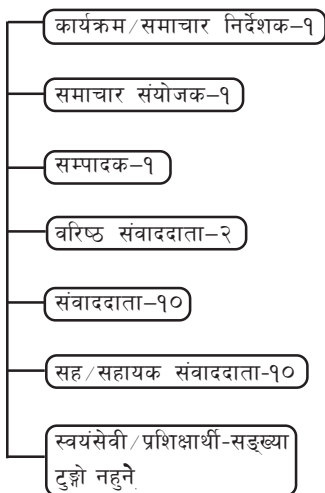 कार्यक्रम/समाचार निर्देशक–१
समाचार संयोजक–१
सम्पादक–१
वरिष्ठ संवाददाता–२
संवाददाता–१०
सह/सहायक संवाददाता-१०
स्वयंसेवी/प्रशिक्षार्थी-सङ्ख्या
टुङ्गो नहुने